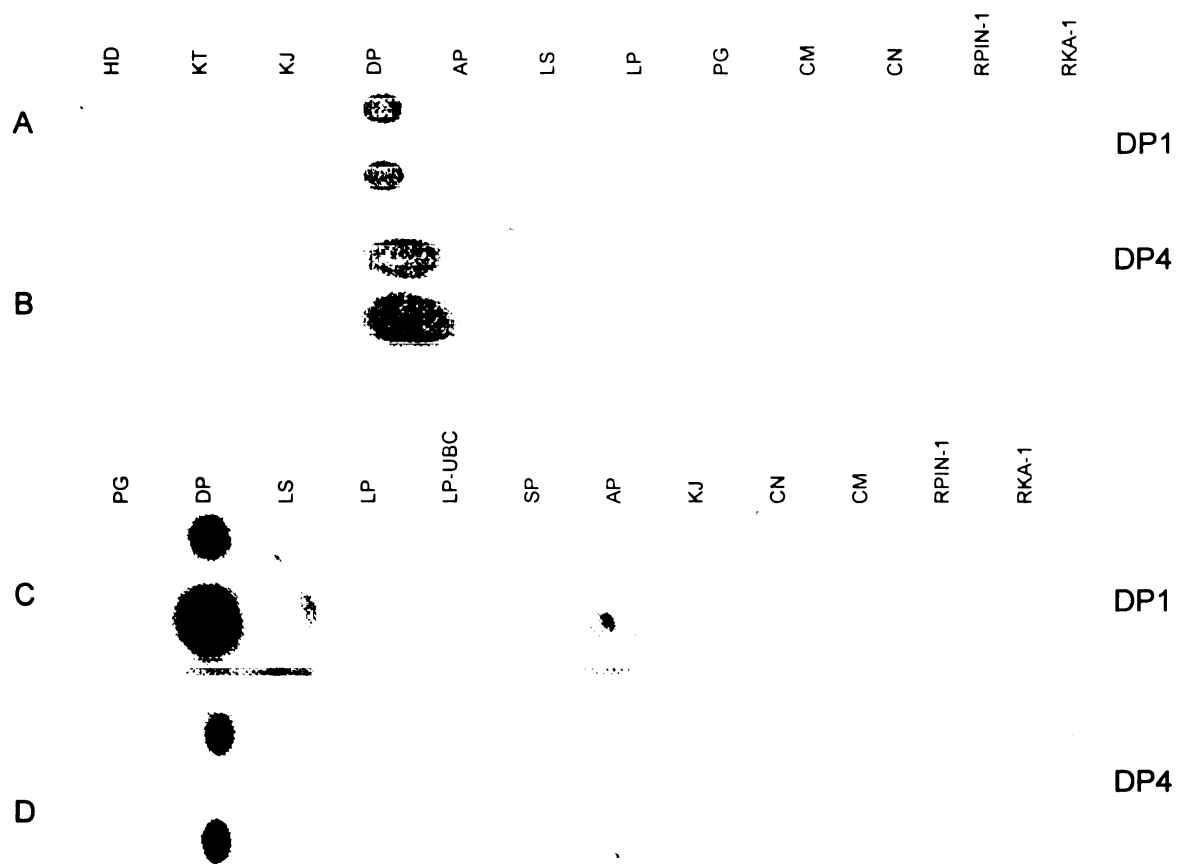 HD KT KJ DP AP LS LP PG CM CN RPIN-1 RKA-1
A DP1
DP4
B
PG DP LS LP LP-UBC SP AP KJ CN CM RPIN-1 RKA-1
C DP1
DP4
D